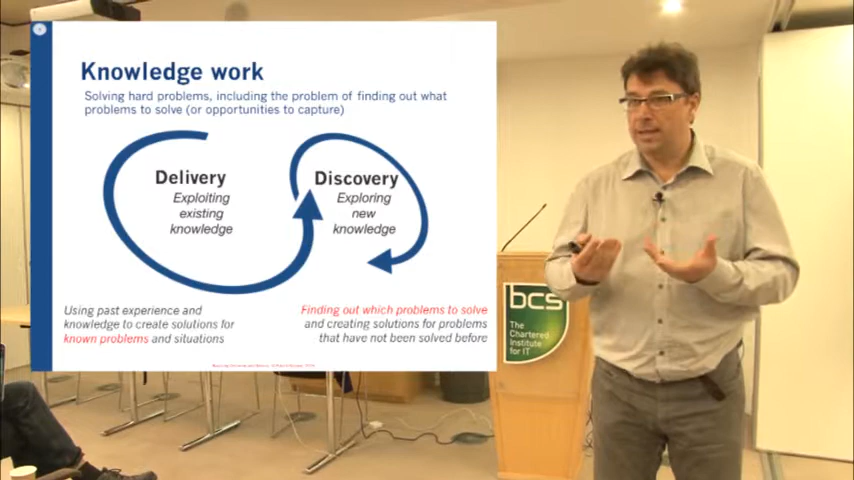 Knowledge work
Solving hard problems, including the problem of finding out what
problems to solve (or opportunities to capture)
Delivery
Exploiting
existing
knowledge
Discovery
Exploring
new
knowledge
Using past experience and
knowledge to create solutions for
known problems and situations
Finding out which problems to solve
and creating solutions for problems
that have not been solved before
bcs
The
Chartered
Institute
for IT